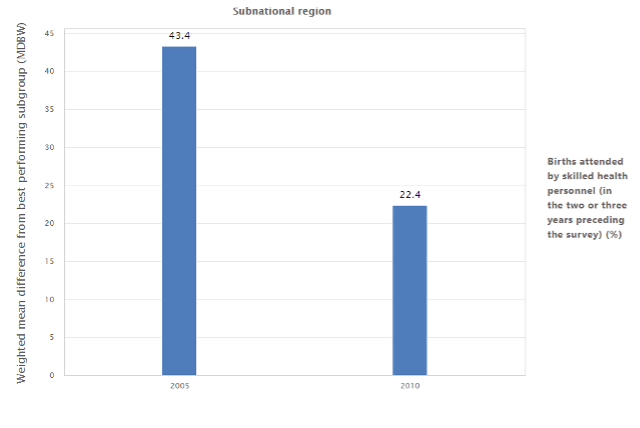 Subnational region
Weighted mean difference from best performing subgroup (MDBW)
45
40
35
30
25
20
15
10
5
0
43.4
22.4
2005
2010
Births attended
by skilled health
personnel (in
the two or three
years preceding
the survey) (%)